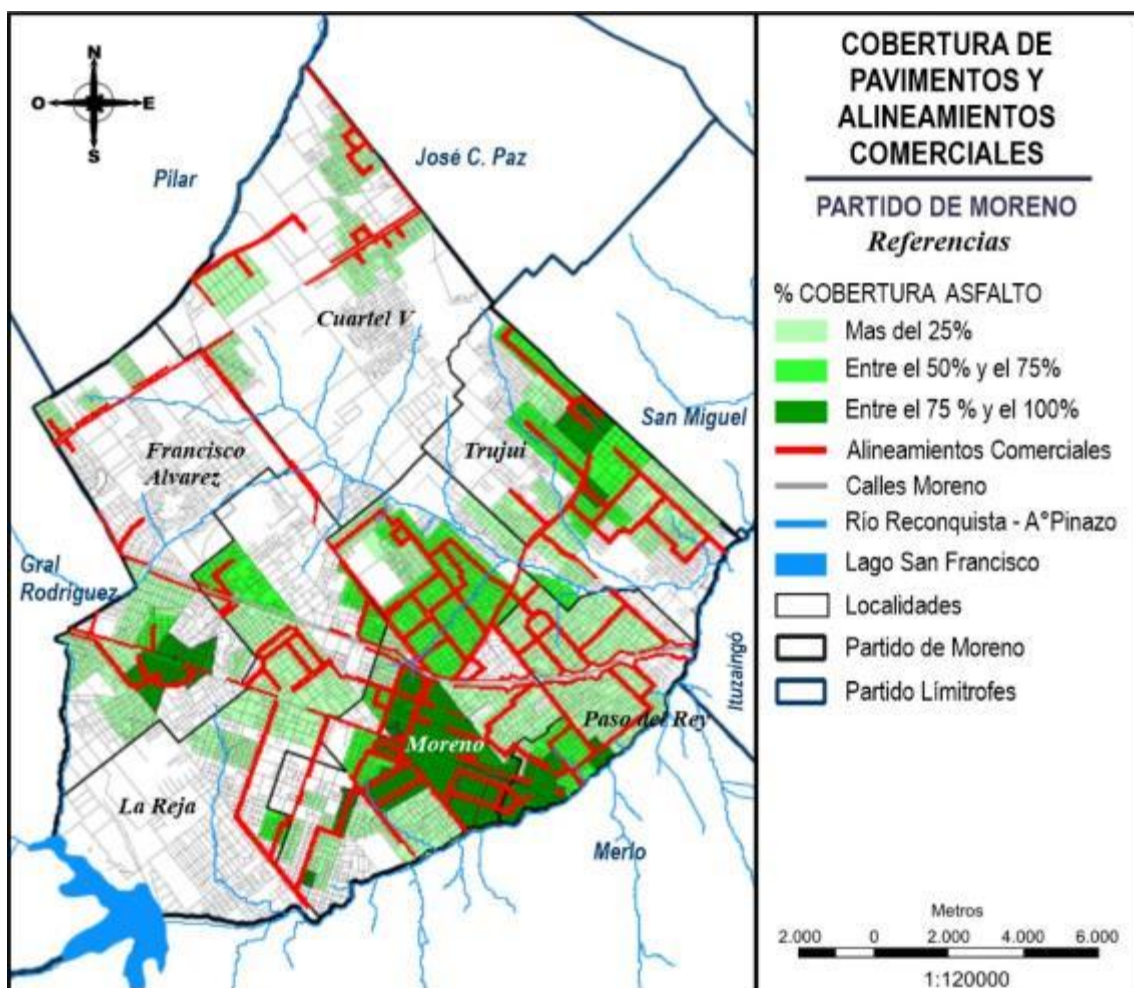 N
O
E
S
Pilar
José C. Paz
Cuartel V
San Miguel
Trujui
Francisco
Alvarez
Gral
Rodríguez
Ituzaingó
Paso del Rey
Moreno
La Reja
Merlo
COBERTURA DE
PAVIMENTOS Y
ALINEAMIENTOS
COMERCIALES
PARTIDO DE MORENO
Referencias
% COBERTURA ASFALTO
Mas del 25%
Entre el 50% y el 75%
Entre el 75 % y el 100%
Alineamientos Comerciales
Calles Moreno
Río Reconquista - A°Pinazo
Lago San Francisco
Localidades
Partido de Moreno
Partido Límitrofes
Metros
2.000 0 2.000 4.000 6.000
1:120000